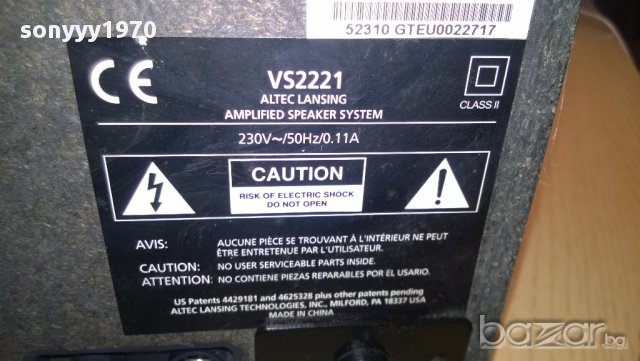 sonyyy1970
52310 GTEU0022717
CE
VS2221
ALTEC LANSING
AMPLIFIED SPEAKER SYSTEM
CLASS II
230V~/50Hz/0.11A
CAUTION
RISK OF ELECTRIC SHOCK
DO NOT OPEN
AVIS: AUCUNE PIÈCE SE TROUVANT À L'INTÉRIEUR NE PEUT
ÊTRE ENTRETENUE PAR L'UTILISATEUR.
CAUTION: NO USER SERVICEABLE PARTS INSIDE.
ATTENTION: NO CONTIENE PIEZAS REPARABLES POR EL USARIO.
US Patents 4429181 and 4625328 plus other patents pending
ALTEC LANSING TECHNOLOGIES, INC., MILFORD, PA 18337 USA
MADE IN CHINA
bazar.bg